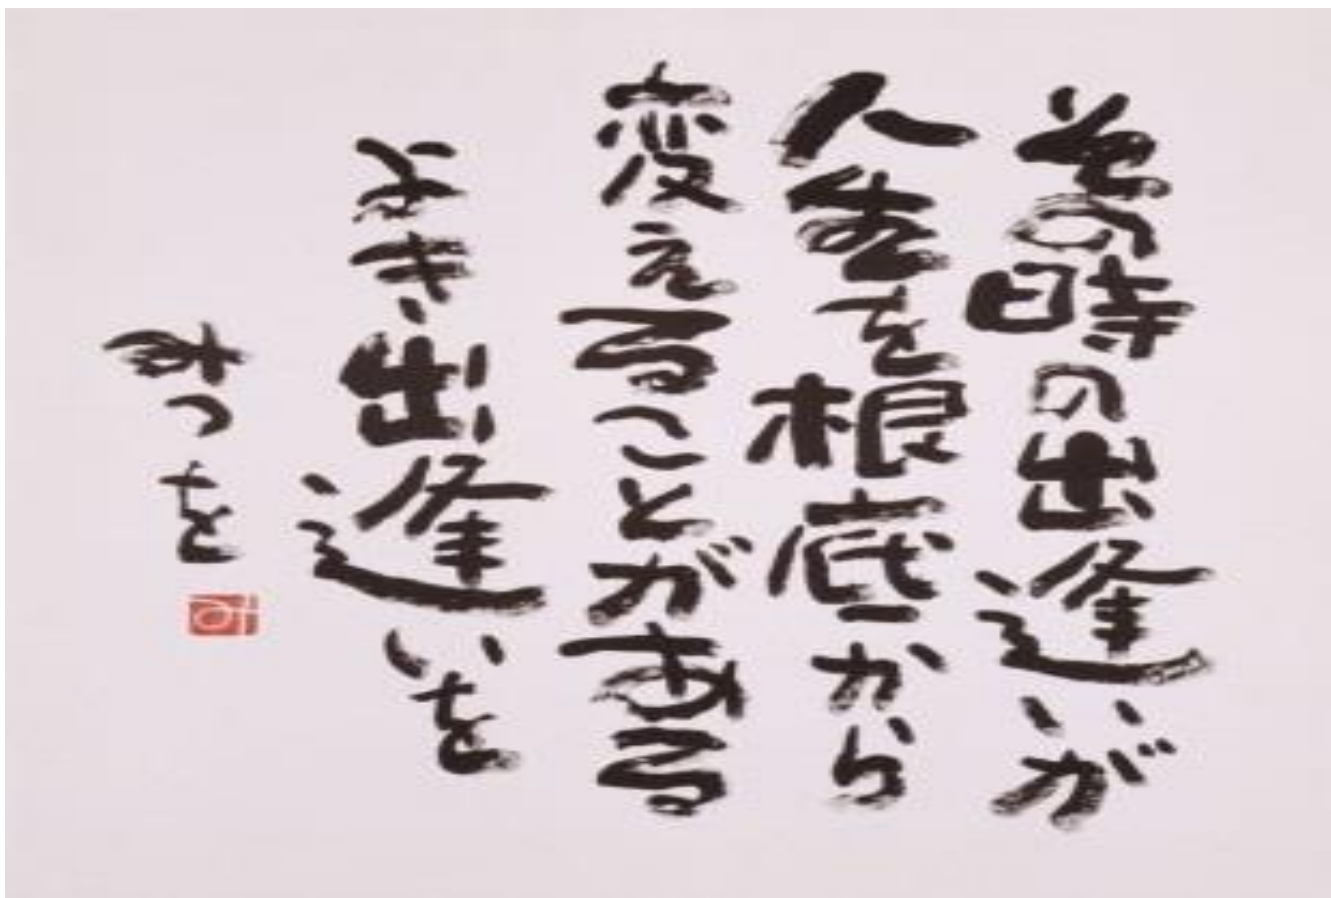 その時の出逢いが
人生を根底から
変えることがある
よき出逢いを
みつを
み